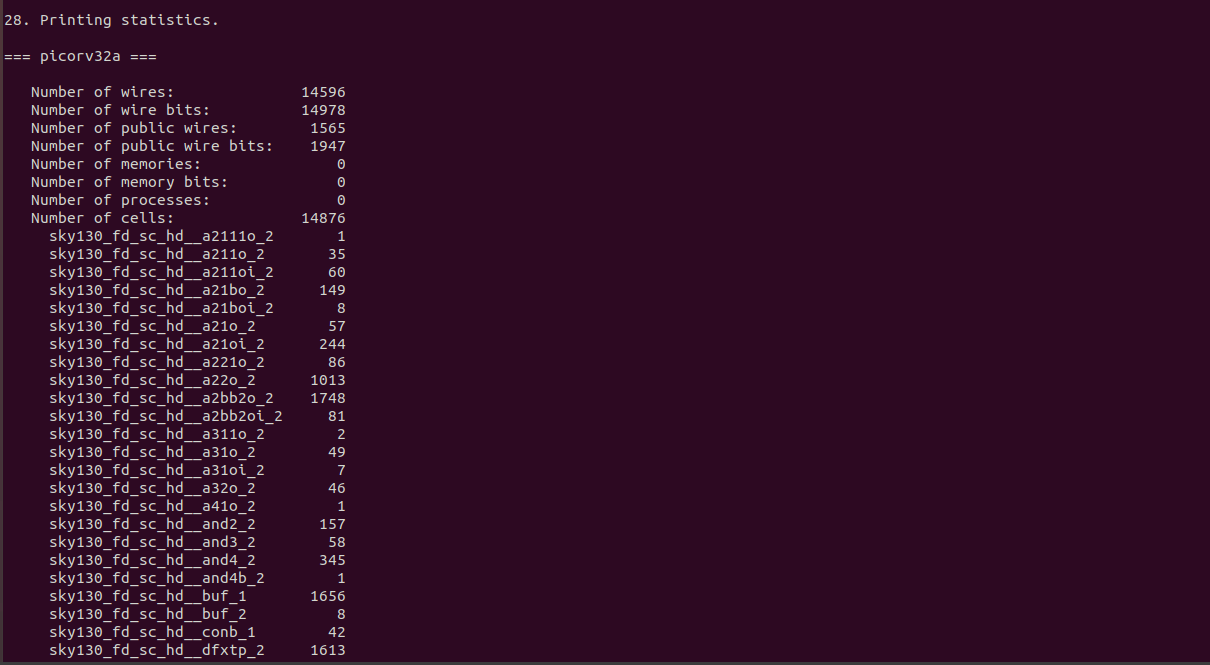 28. Printing statistics.
=== picorv32a ===
Number of wires: 14596
Number of wire bits: 14978
Number of public wires: 1565
Number of public wire bits: 1947
Number of memories: 0
Number of memory bits: 0
Number of processes: 0
Number of cells: 14876
sky130_fd_sc_hd__a2111o_2 1
sky130_fd_sc_hd__a211o_2 35
sky130_fd_sc_hd__a211oi_2 60
sky130_fd_sc_hd__a21bo_2 149
sky130_fd_sc_hd__a21boi_2 8
sky130_fd_sc_hd__a21o_2 57
sky130_fd_sc_hd__a21oi_2 244
sky130_fd_sc_hd__a221o_2 86
sky130_fd_sc_hd__a22o_2 1013
sky130_fd_sc_hd__a2bb2o_2 1748
sky130_fd_sc_hd__a2bb2oi_2 81
sky130_fd_sc_hd__a311o_2 2
sky130_fd_sc_hd__a31o_2 49
sky130_fd_sc_hd__a31oi_2 7
sky130_fd_sc_hd__a32o_2 46
sky130_fd_sc_hd__a41o_2 1
sky130_fd_sc_hd__and2_2 157
sky130_fd_sc_hd__and3_2 58
sky130_fd_sc_hd__and4_2 345
sky130_fd_sc_hd__and4b_2 1
sky130_fd_sc_hd__buf_1 1656
sky130_fd_sc_hd__buf_2 8
sky130_fd_sc_hd__conb_1 42
sky130_fd_sc_hd__dfxtp_2 1613